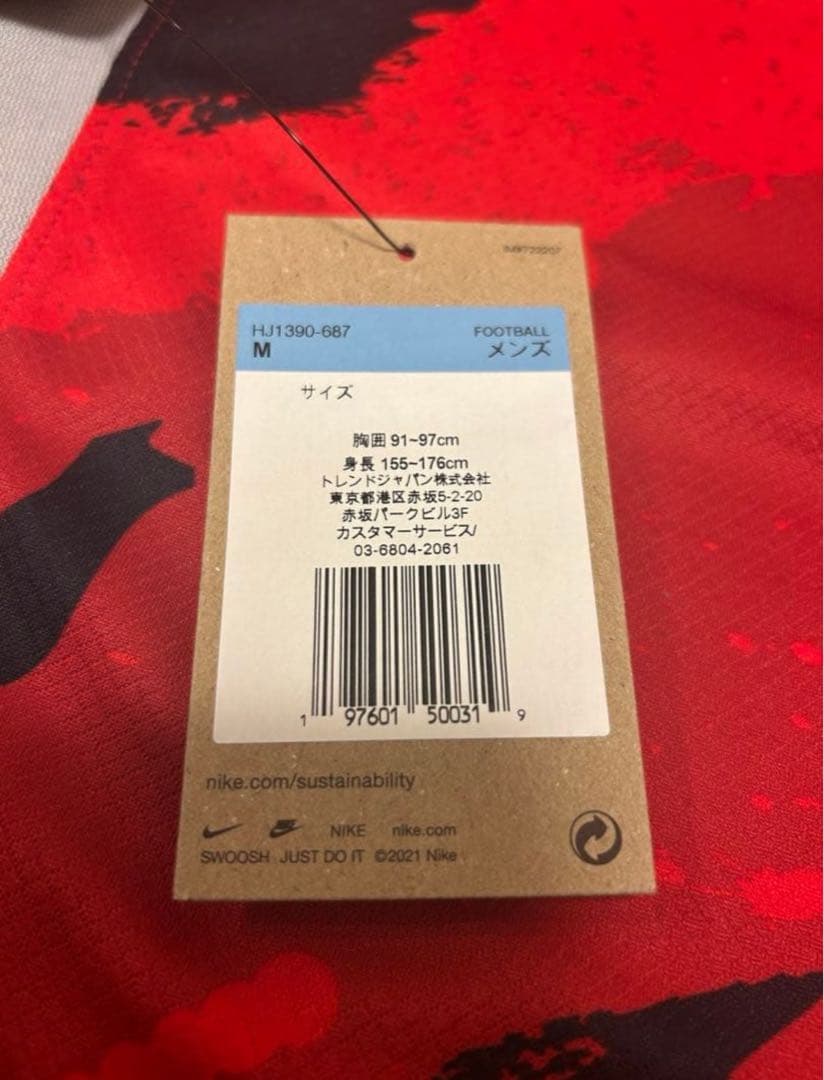 HJ1390-687
FOOTBALL
M
メンズ
サイズ
胸囲 91~97cm
身長 155~176cm
トレンドジャパン株式会社
東京都港区赤坂5-2-20
赤坂パークビル3F
カスタマーサービス/
03-6804-2061
1 97601 50031 9
nike.com/sustainability
NIKE nike.com
SWOOSH JUST DO IT ©2021 Nike